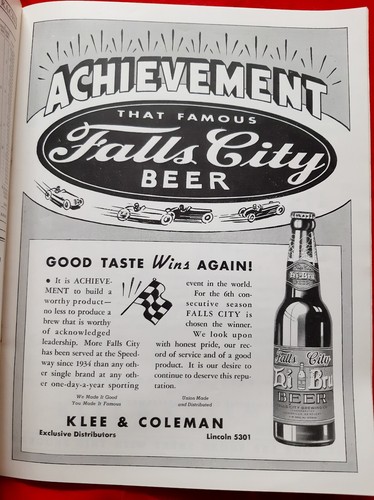 ACHIEVEMENT
THAT FAMOUS
Falls City
BEER
GOOD TASTE Wins AGAIN!
• It is ACHIEVE-
MENT to build a
worthy product—
no less to produce a
brew that is worthy
of acknowledged
leadership. More Falls City
has been served at the Speed-
way since 1934 than any oth-
er single brand at any oth-
er one-day-a-year sporting
event in the world.
For the 6th con-
secutive season
FALLS CITY is
chosen the winner.
We look upon
with honest pride, our rec-
ord of service and of a good
product. It is our desire to
continue to deserve this repu-
tation.
We Made It Good
You Made It Famous
Union Made
and Distributed
KLEE & COLEMAN
Exclusive Distributors
Lincoln 5301
Hi-Bru
Falls City
Hi Bru
BEER